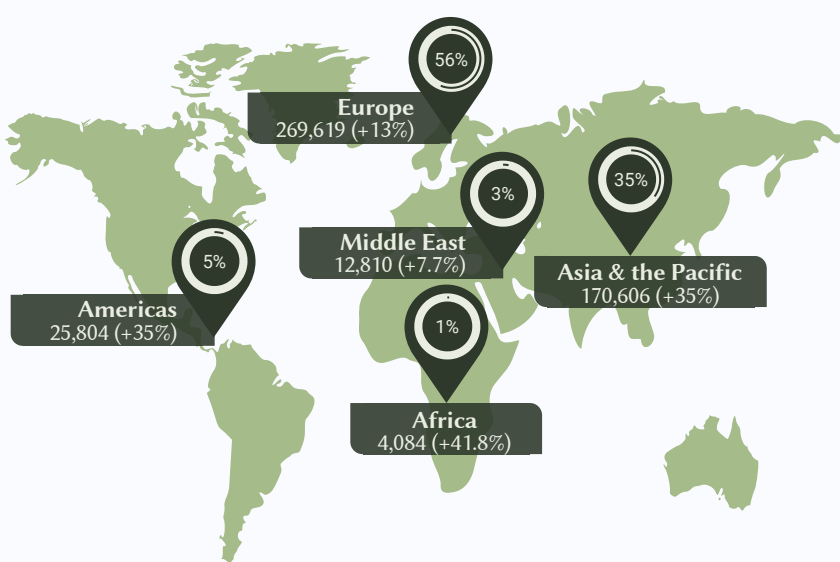 56%
Europe
269,619 (+13%)
3%
Middle East
12,810 (+7.7%)
35%
Asia & the Pacific
170,606 (+35%)
5%
Americas
25,804 (+35%)
1%
Africa
4,084 (+41.8%)